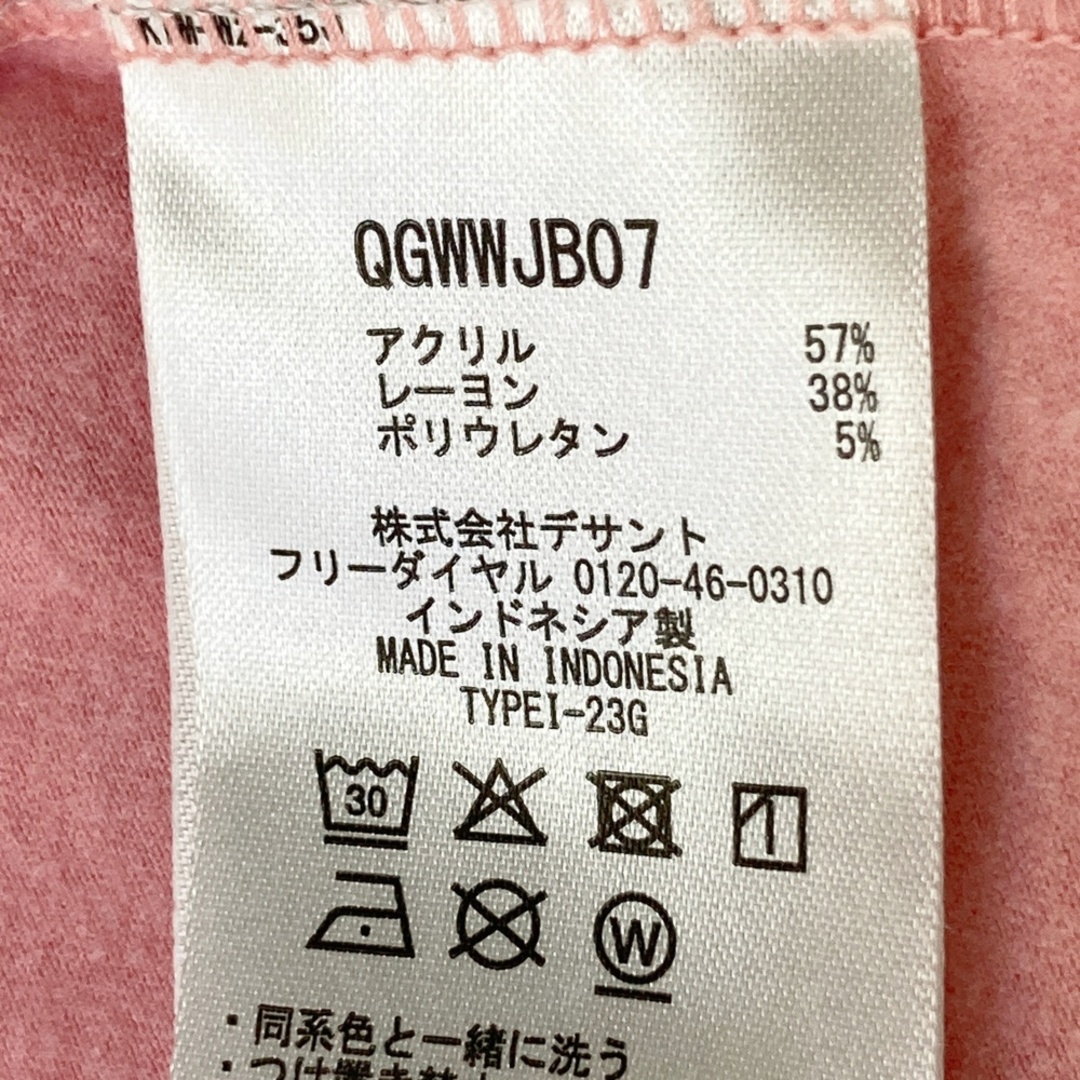 QGWWJB07
アクリル 57%
レーヨン 38%
ポリウレタン 5%
株式会社デサント
フリーダイヤル 0120-46-0310
インドネシア製
MADE IN INDONESIA
TYPEI-23G
30
W
・同系色と一緒に洗う